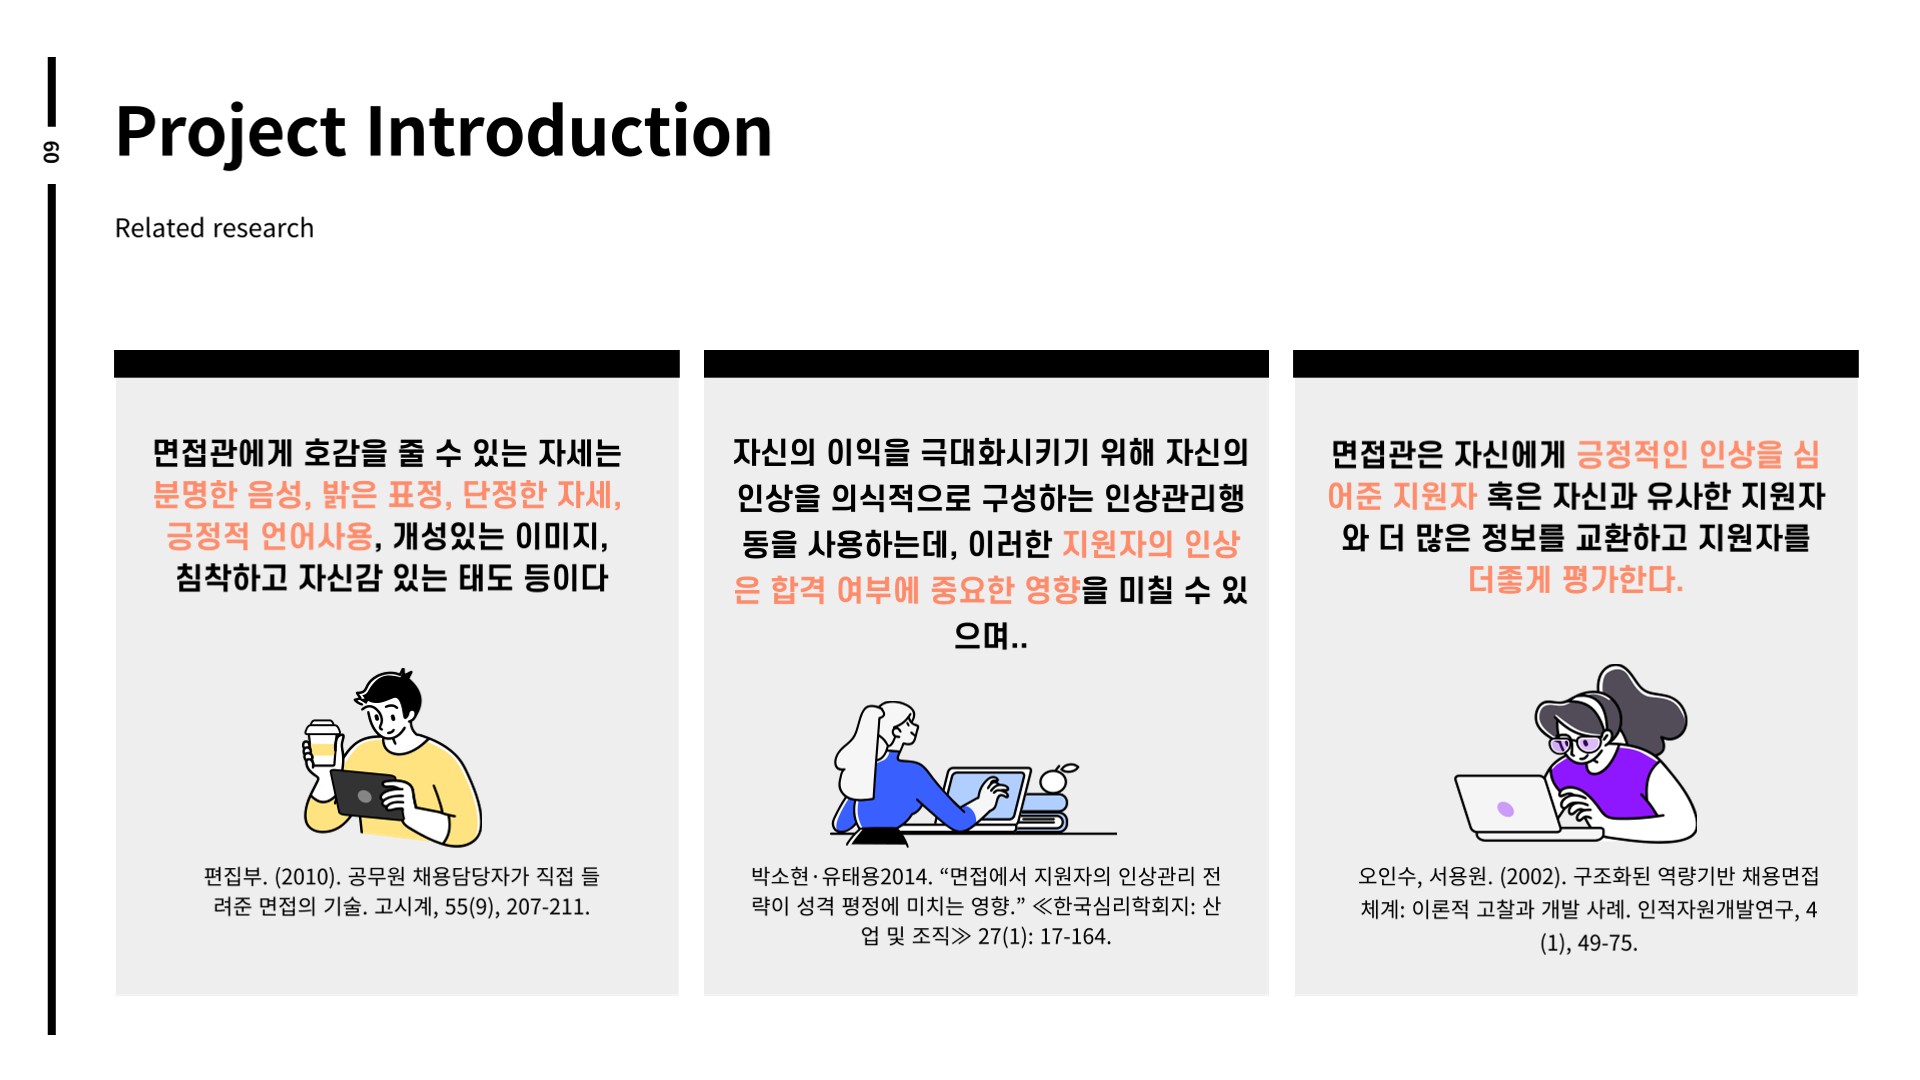 09
Project Introduction
Related research
면접관에게 호감을 줄 수 있는 자세는
분명한 음성, 밝은 표정, 단정한 자세,
긍정적 언어사용, 개성있는 이미지,
침착하고 자신감 있는 태도 등이다
편집부. (2010). 공무원 채용담당자가 직접 들
려준 면접의 기술. 고시계, 55(9), 207-211.
자신의 이익을 극대화시키기 위해 자신의
인상을 의식적으로 구성하는 인상관리행
동을 사용하는데, 이러한 지원자의 인상
은 합격 여부에 중요한 영향을 미칠 수 있
으며..
박소현·유태용2014. “면접에서 지원자의 인상관리 전
략이 성격 평정에 미치는 영향.” ≪한국심리학회지: 산
업 및 조직≫ 27(1): 17-164.
면접관은 자신에게 긍정적인 인상을 심
어준 지원자 혹은 자신과 유사한 지원자
와 더 많은 정보를 교환하고 지원자를
더좋게 평가한다.
오인수, 서용원. (2002). 구조화된 역량기반 채용면접
체계: 이론적 고찰과 개발 사례. 인적자원개발연구, 4
(1), 49-75.